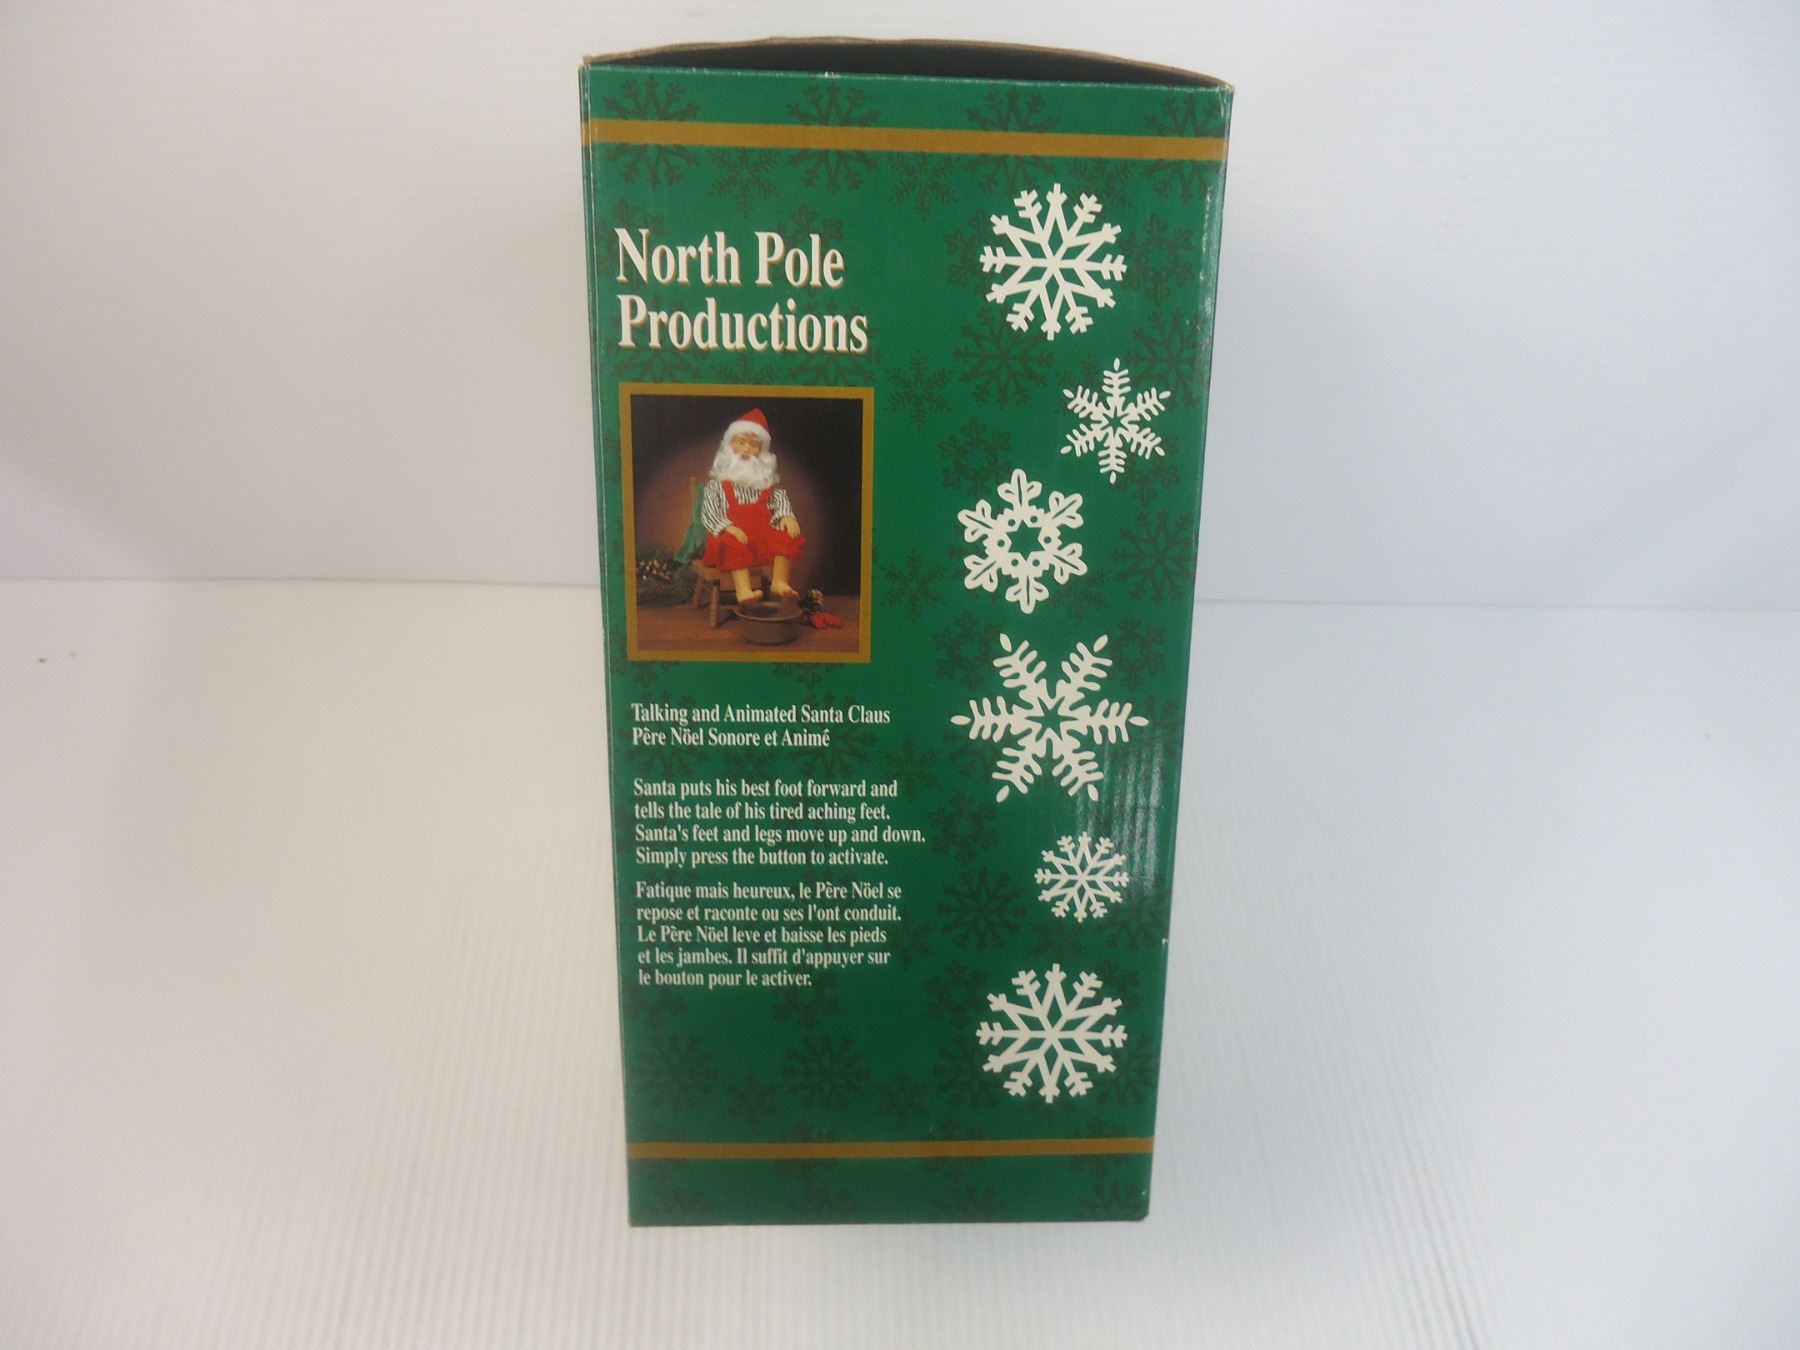 North Pole
Productions
Talking and Animated Santa Claus
Père Nöel Sonore et Animé
Santa puts his best foot forward and
tells the tale of his tired aching feet.
Santa's feet and legs move up and down.
Simply press the button to activate.
Fatique mais heureux, le Père Nöel se
repose et raconte ou ses l'ont conduit.
Le Père Nöel leve et baisse les pieds
et les jambes. Il suffit d'appuyer sur
le bouton pour le activer.